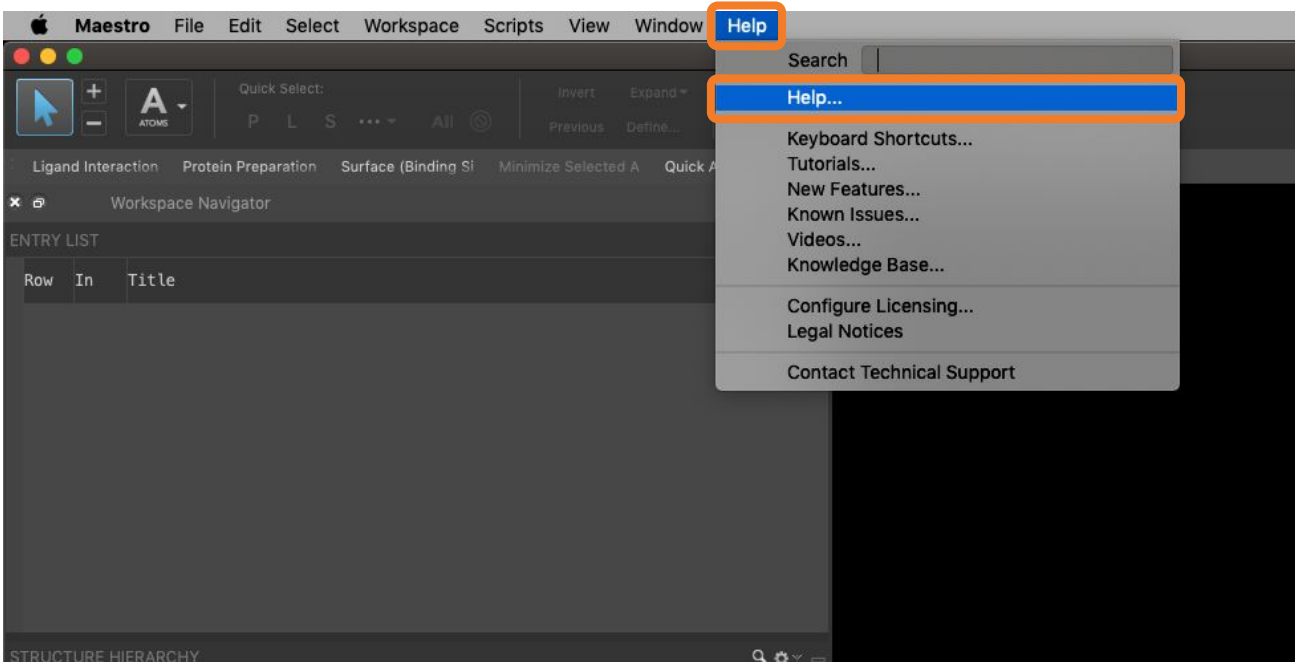 Maestro File Edit Select Workspace Scripts View Window Help
Search
Help...
Quick Select:
Invert Expand
A
ATOMS
P L S ... All
Previous Define...
Keyboard Shortcuts...
Ligand Interaction Protein Preparation Surface (Binding Si Minimize Selected A Quick A
Tutorials...
New Features...
Workspace Navigator
Known Issues...
ENTRY LIST
Videos...
Knowledge Base...
Row In Title
Configure Licensing...
Legal Notices
Contact Technical Support
STRUCTURE HIERARCHY